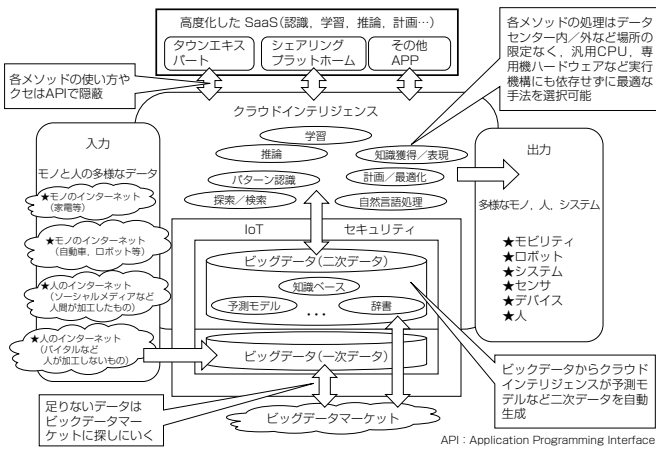 高度化した SaaS（認識，学習，推論，計画…）
タウンエキス
パート
シェアリング
プラットホーム
その他
APP
各メソッドの処理はデータ
センター内／外など場所の
限定なく，汎用CPU，専
用機ハードウェアなど実行
機構にも依存せずに最適な
手法を選択可能
各メソッドの使い方や
クセはAPIで隠蔽
クラウドインテリジェンス
学習
推論
知識獲得／表現
パターン認識
計画／最適化
探索／検索
自然言語処理
入力
モノと人の多様なデータ
★モノのインターネット
（家電等）
★モノのインターネット
（自動車，ロボット等）
★人のインターネット
（ソーシャルメディアなど
人間が加工したもの）
★人のインターネット
（バイタルなど
人が加工しないもの）
出力
多様なモノ，人，システム
★モビリティ
★ロボット
★システム
★センサ
★デバイス
★人
IoT
セキュリティ
ビッグデータ（二次データ）
知識ベース
予測モデル
…
辞書
ビッグデータ（一次データ）
足りないデータは
ビックデータマー
ケットに探しにいく
ビッグデータマーケット
ビックデータからクラウド
インテリジェンスが予測
モデルなど二次データを自動
生成
API：Application Programming Interface